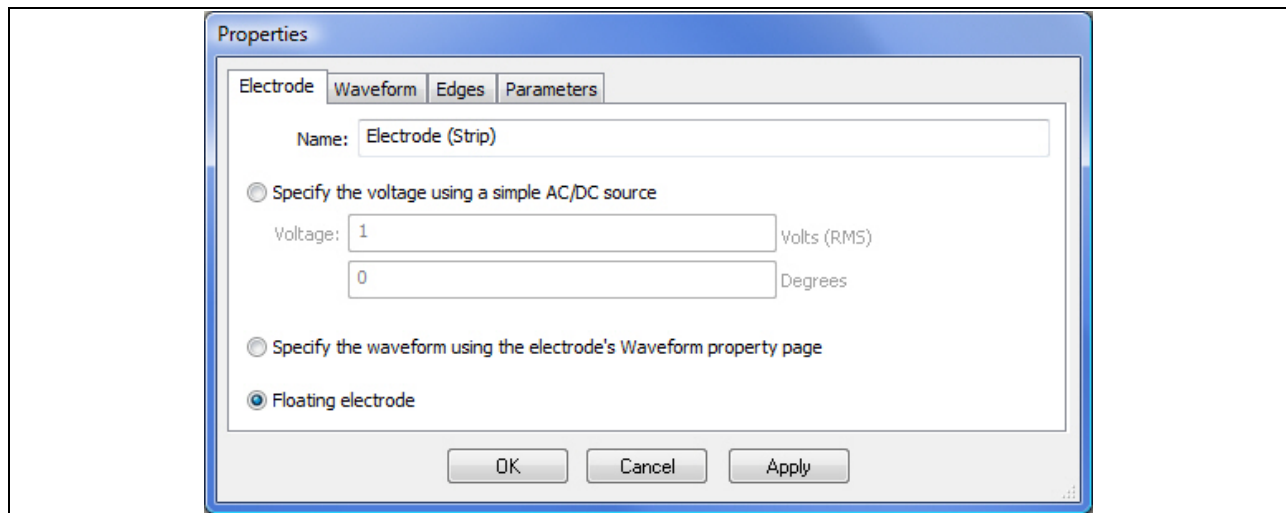 Properties
Electrode Waveform Edges Parameters
Name: Electrode (Strip)
Specify the voltage using a simple AC/DC source
Voltage: 1 Volts (RMS)
0 Degrees
Specify the waveform using the electrode's Waveform property page
Floating electrode
OK Cancel Apply